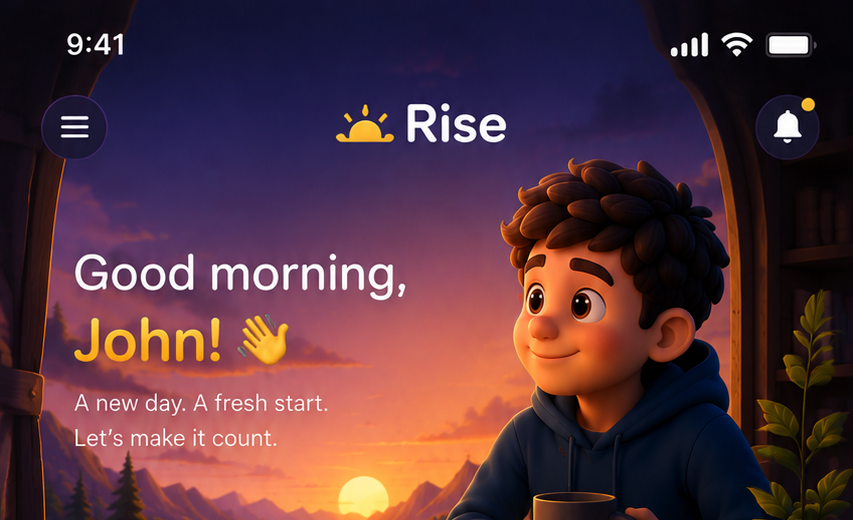 9:41
Rise
Good morning,
John! 👋
A new day. A fresh start.
Let’s make it count.